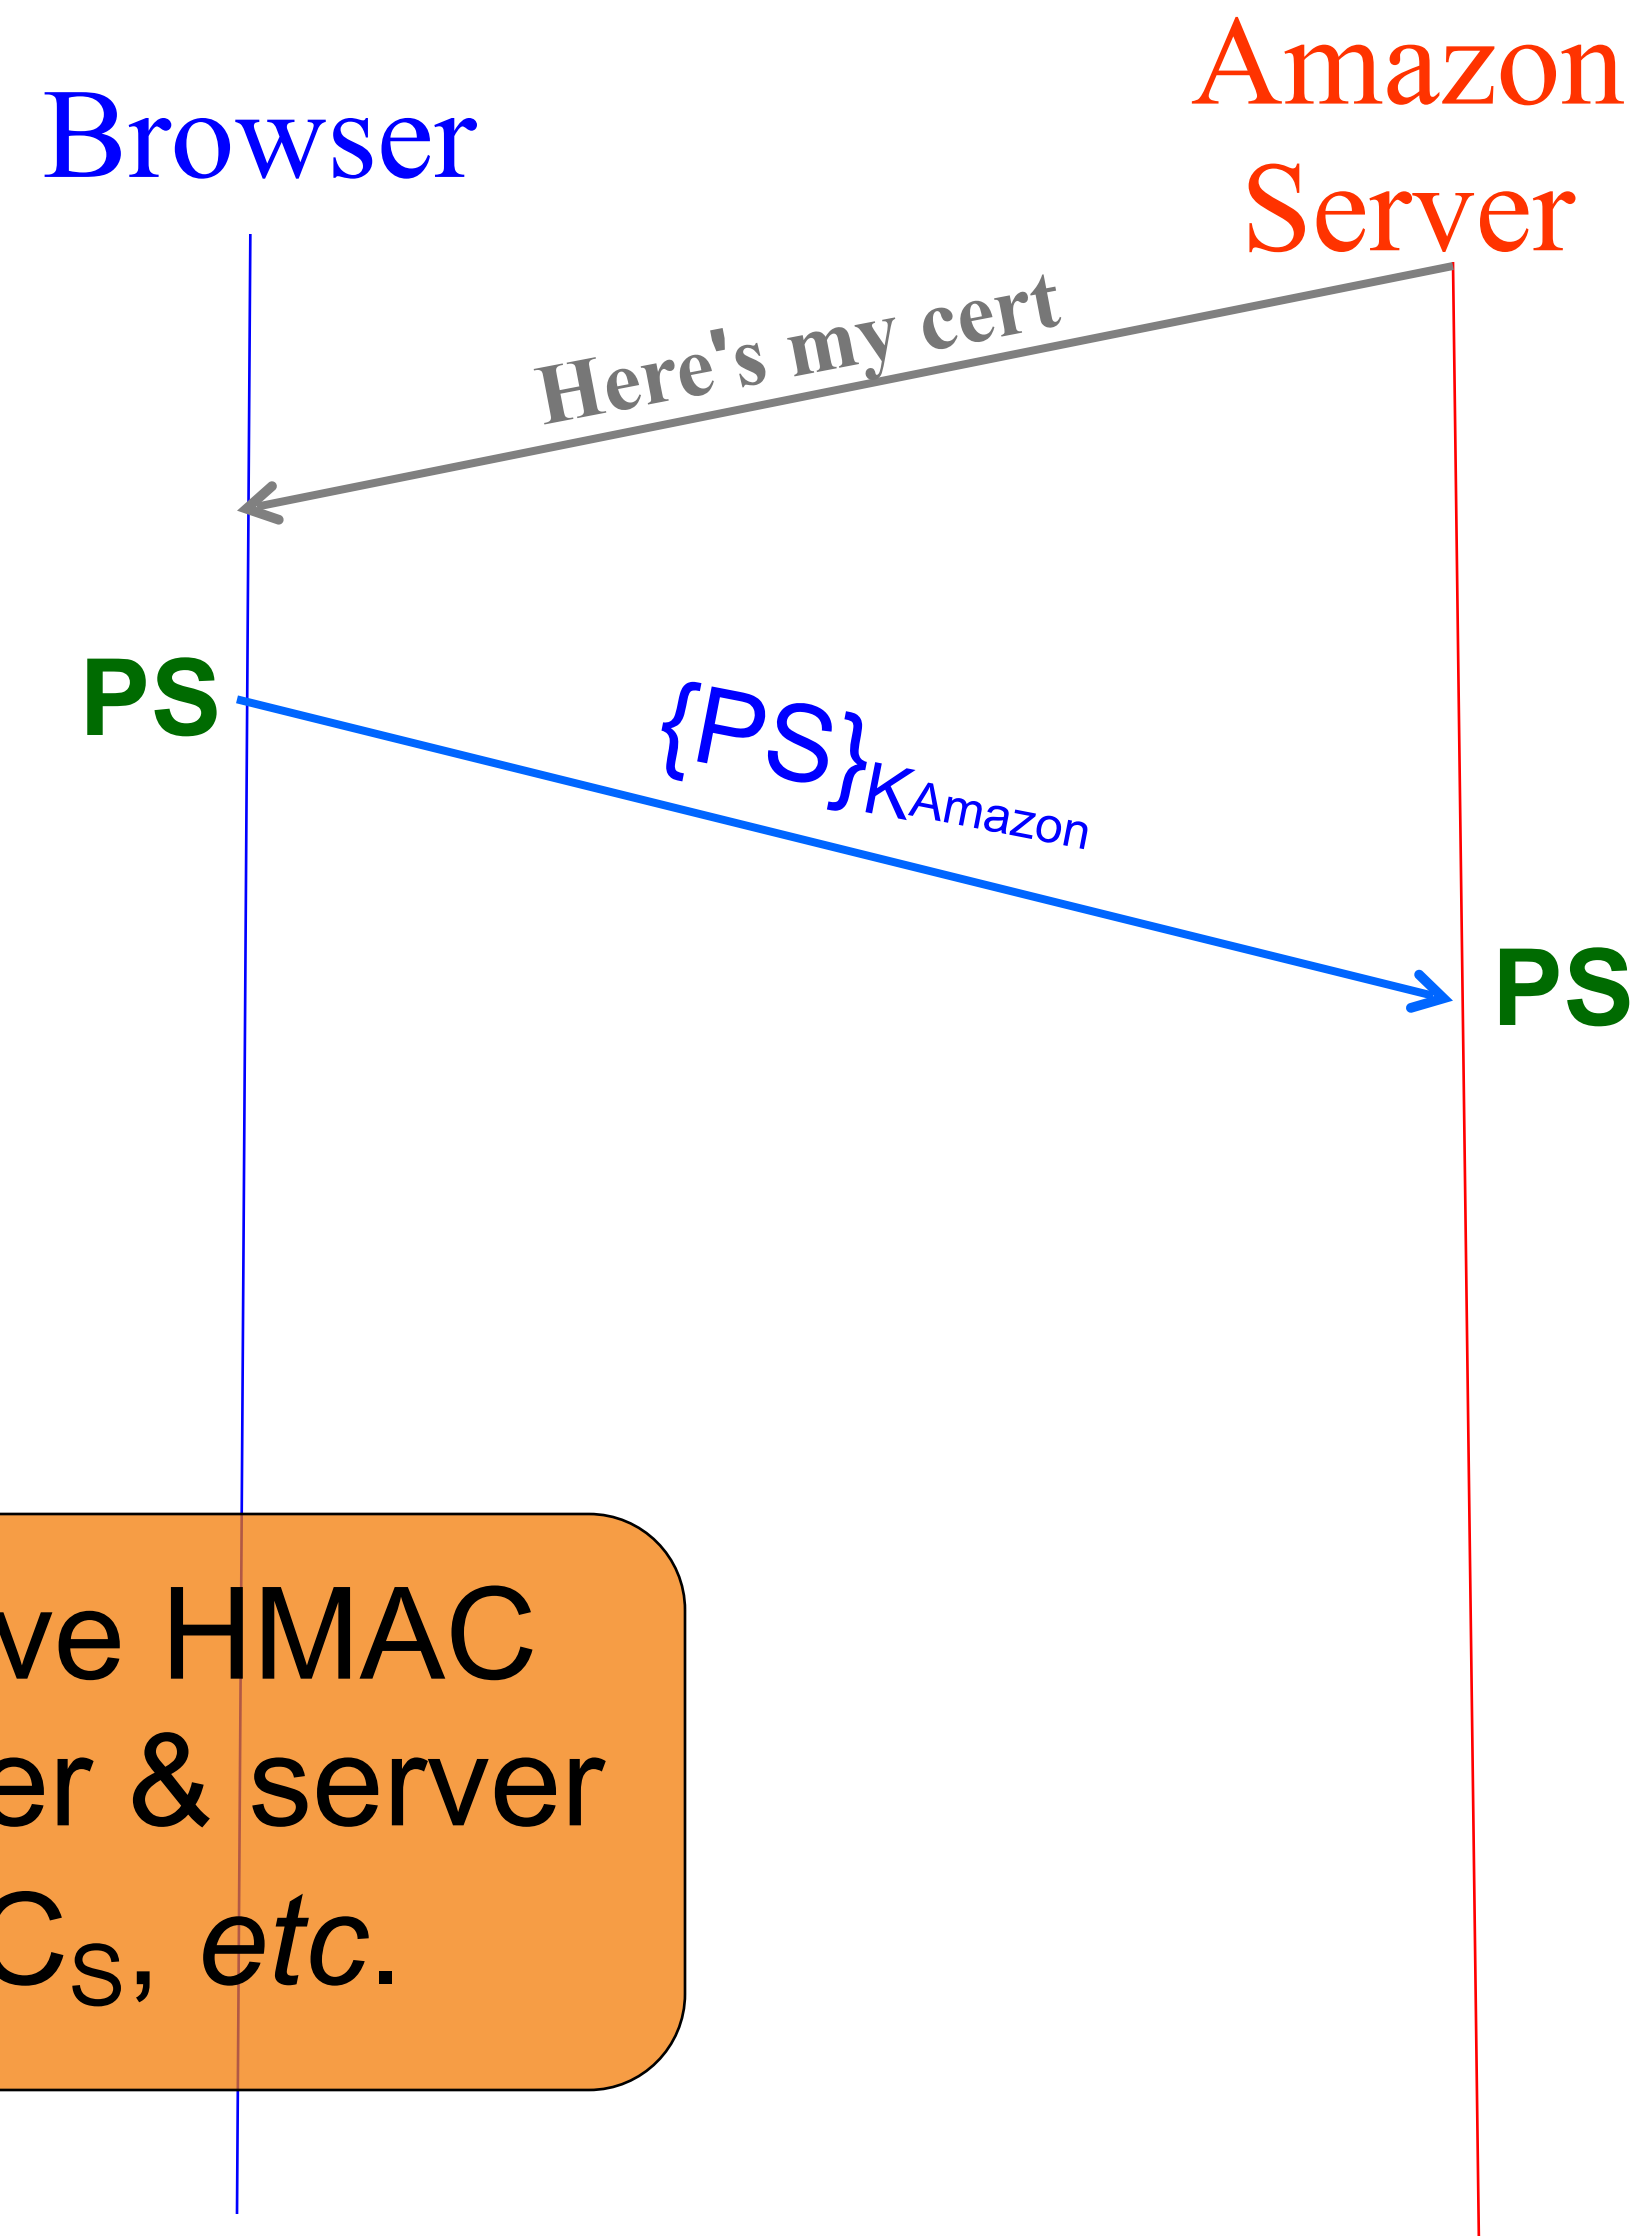 Browser
Amazon
Server
Here's my cert
PS
{PS}KAmazon
PS
ve HMAC
er & server
Cs, etc.